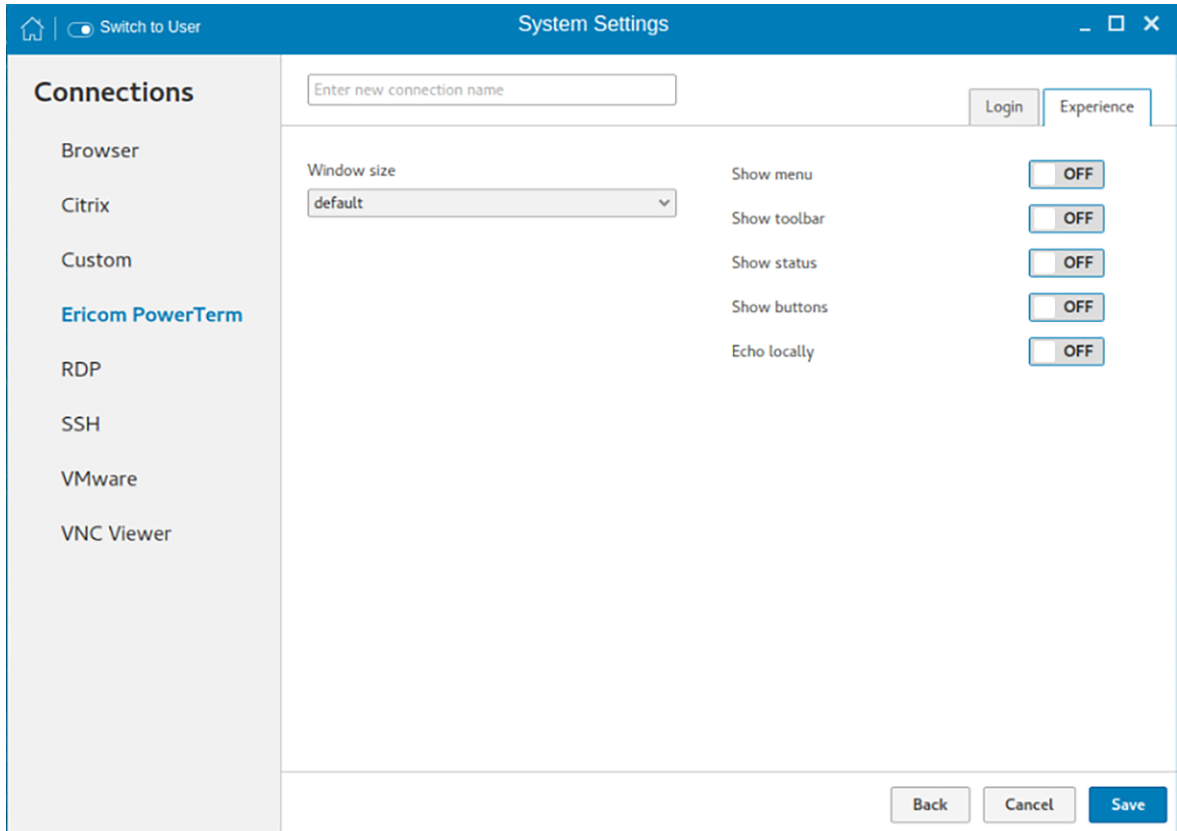 Switch to User
System Settings
Connections
Browser
Citrix
Custom
Ericom PowerTerm
RDP
SSH
VMware
VNC Viewer
Enter new connection name
Login
Experience
Window size
default
Show menu OFF
Show toolbar OFF
Show status OFF
Show buttons OFF
Echo locally OFF
Back
Cancel
Save